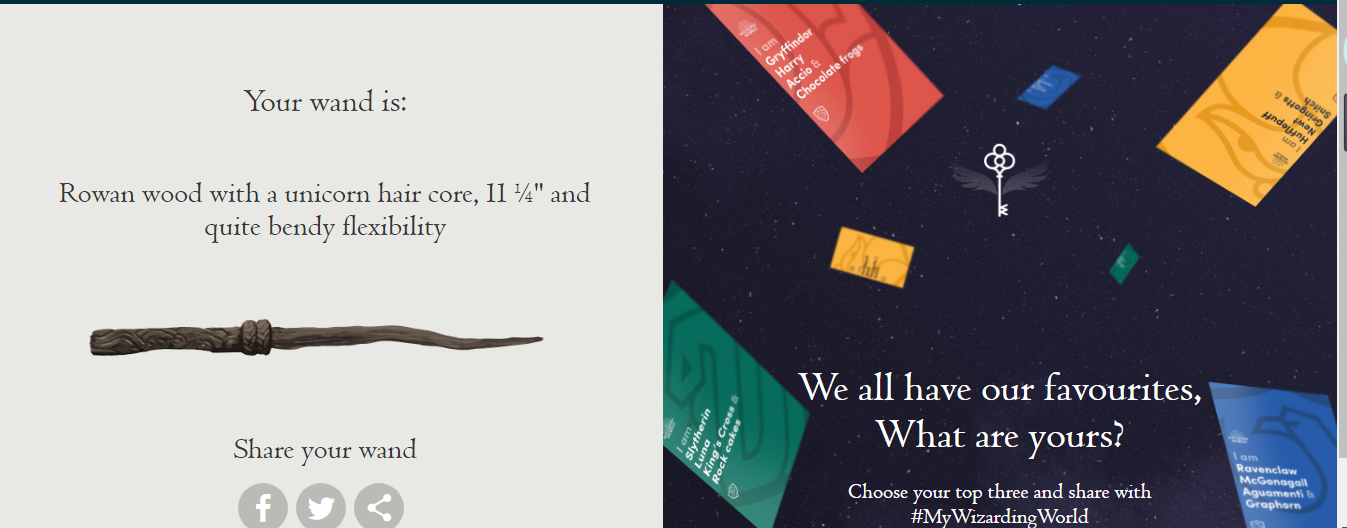 Your wand is:
Rowan wood with a unicorn hair core, 11 ¼" and
quite bendy flexibility
Share your wand
I am
Gryffindor
Harry
Accio &
Chocolate frogs
I am
Hufflepuff
Newt
Gringotts &
Snitch
I am
Slytherin
Luna
King's Cross &
Rock cakes
We all have our favourites,
What are yours?
I am
Ravenclaw
McGonagall
Aguamenti &
Graphorn
Choose your top three and share with
#MyWizardingWorld